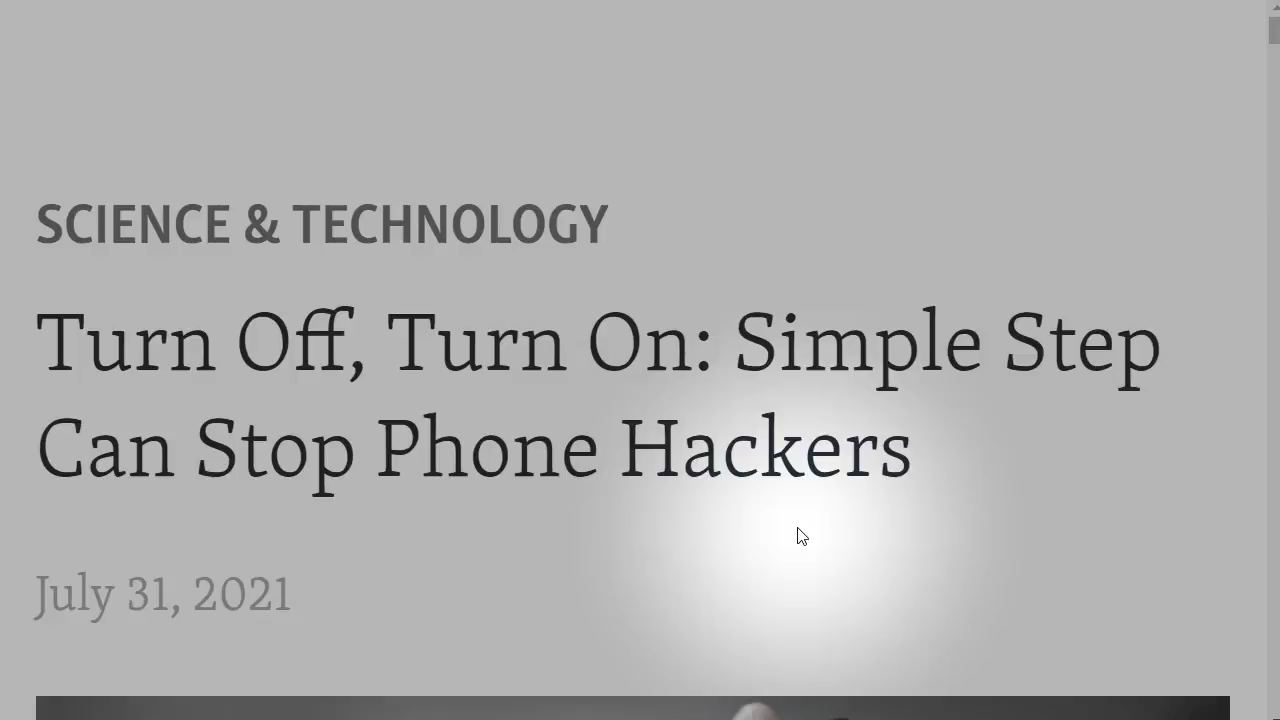 SCIENCE & TECHNOLOGY
Turn Off, Turn On: Simple Step
Can Stop Phone Hackers
July 31, 2021